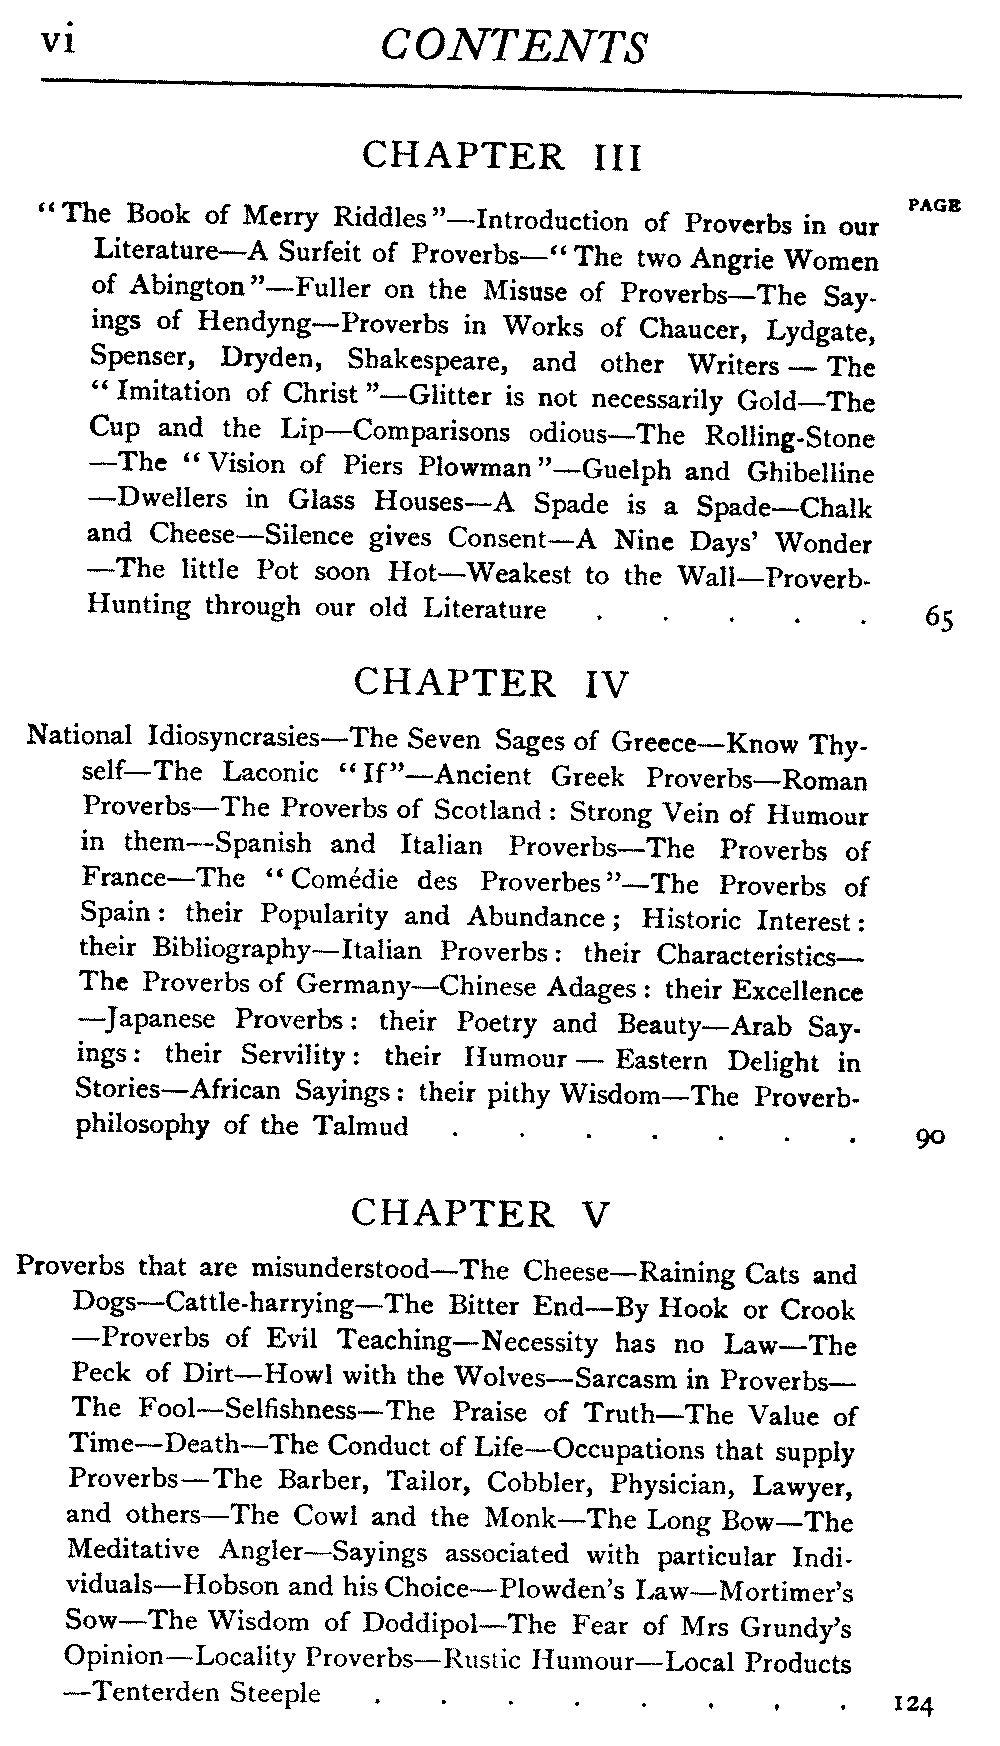 vi CONTENTS
CHAPTER III
PAGE
“The Book of Merry Riddles”—Introduction of Proverbs in our
Literature—A Surfeit of Proverbs—“The two Angrie Women
of Abington”—Fuller on the Misuse of Proverbs—The Say-
ings of Hendyng—Proverbs in Works of Chaucer, Lydgate,
Spenser, Dryden, Shakespeare, and other Writers — The
“Imitation of Christ”—Glitter is not necessarily Gold—The
Cup and the Lip—Comparisons odious—The Rolling-Stone
—The “Vision of Piers Plowman”—Guelph and Ghibelline
—Dwellers in Glass Houses—A Spade is a Spade—Chalk
and Cheese—Silence gives Consent—A Nine Days’ Wonder
—The little Pot soon Hot—Weakest to the Wall—Proverb-
Hunting through our old Literature . . . . . 65
CHAPTER IV
National Idiosyncrasies—The Seven Sages of Greece—Know Thy-
self—The Laconic “If”—Ancient Greek Proverbs—Roman
Proverbs—The Proverbs of Scotland: Strong Vein of Humour
in them—Spanish and Italian Proverbs—The Proverbs of
France—The “Comédie des Proverbes”—The Proverbs of
Spain: their Popularity and Abundance; Historic Interest:
their Bibliography—Italian Proverbs: their Characteristics—
The Proverbs of Germany—Chinese Adages: their Excellence
—Japanese Proverbs: their Poetry and Beauty—Arab Say-
ings: their Servility: their Humour — Eastern Delight in
Stories—African Sayings: their pithy Wisdom—The Proverb-
philosophy of the Talmud . . . . . . . 90
CHAPTER V
Proverbs that are misunderstood—The Cheese—Raining Cats and
Dogs—Cattle-harrying—The Bitter End—By Hook or Crook
—Proverbs of Evil Teaching—Necessity has no Law—The
Peck of Dirt—Howl with the Wolves—Sarcasm in Proverbs—
The Fool—Selfishness—The Praise of Truth—The Value of
Time—Death—The Conduct of Life—Occupations that supply
Proverbs—The Barber, Tailor, Cobbler, Physician, Lawyer,
and others—The Cowl and the Monk—The Long Bow—The
Meditative Angler—Sayings associated with particular Indi-
viduals—Hobson and his Choice—Plowden’s Law—Mortimer’s
Sow—The Wisdom of Doddipol—The Fear of Mrs Grundy’s
Opinion—Locality Proverbs—Rustic Humour—Local Products
—Tenterden Steeple . . . . . . . . 124